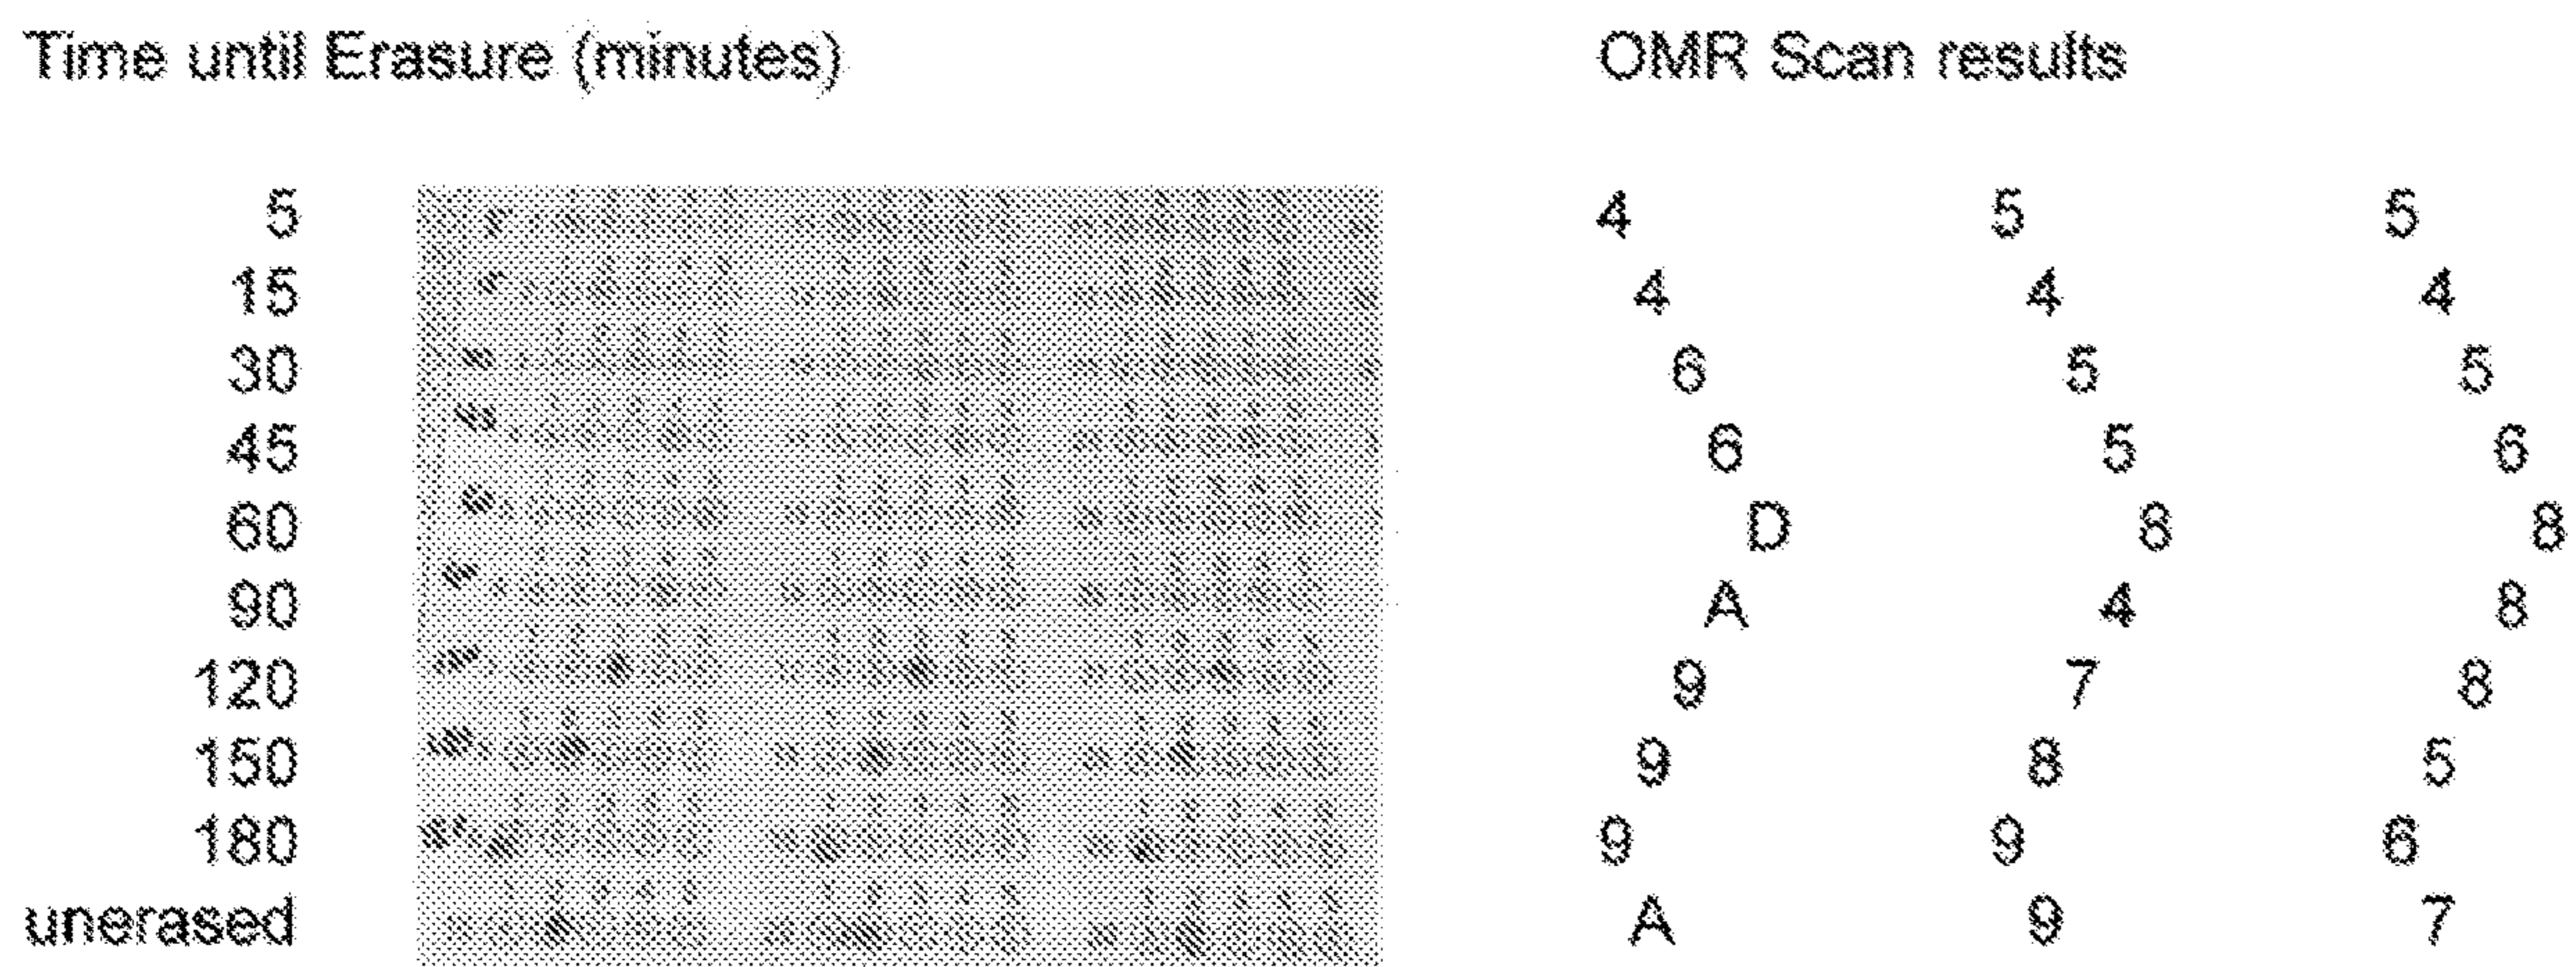 Time until Erasure (minutes) OMR Scan results
5 4 5 5
15 4 4 4
30 6 5 5
45 6 5 6
60 D 8 8
90 A 4 8
120 9 7 8
150 9 8 5
180 9 9 6
unerased A 9 7